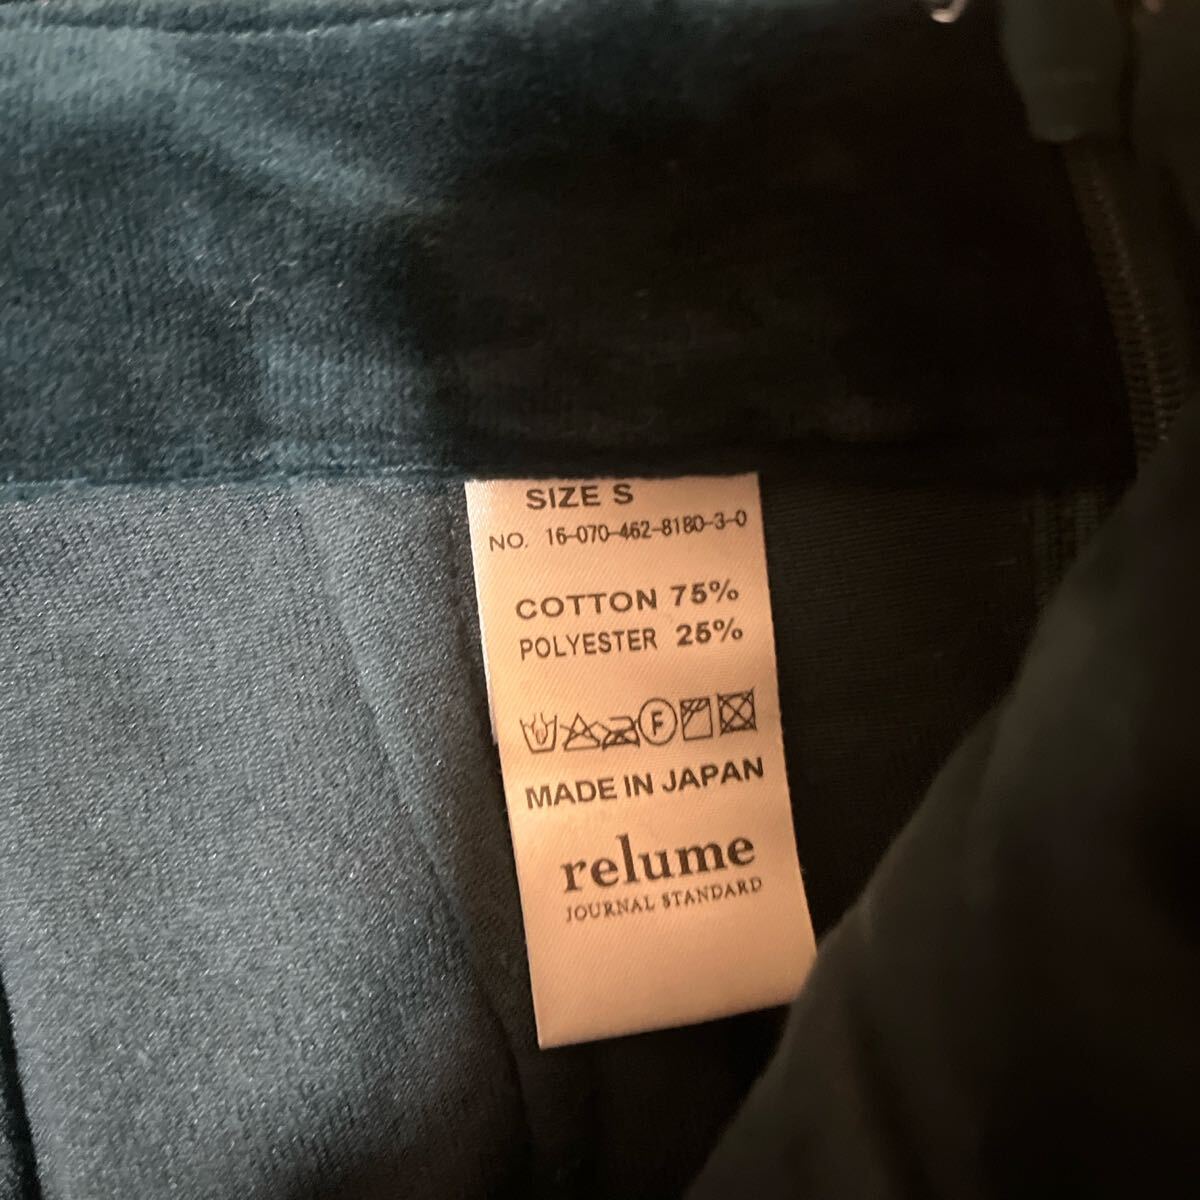 SIZE S
NO. 16-070-462-8180-3-0
COTTON 75%
POLYESTER 25%
F
MADE IN JAPAN
relume
JOURNAL STANDARD